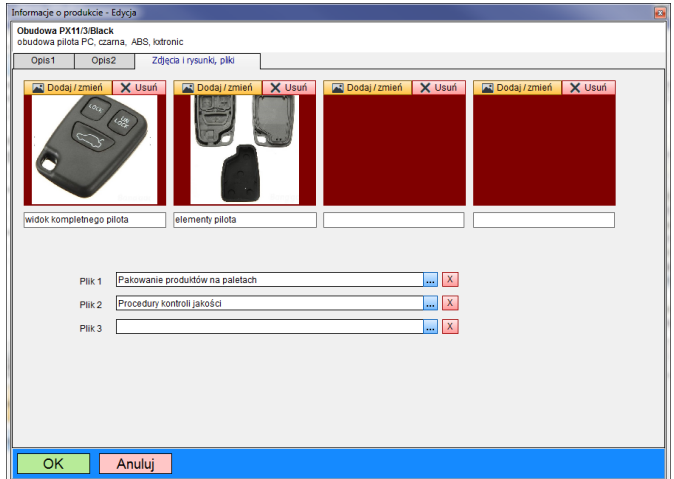 Informacje o produkcie - Edycja
Obudowa PX11/3/Black
obudowa pilota PC, czarna, ABS, lxtronic
Opis1 Opis2 Zdjęcia i rysunki, pliki
Dodaj / zmień X Usuń Dodaj / zmień X Usuń Dodaj / zmień X Usuń Dodaj / zmień X Usuń
LOCK UN LOCK
widok kompletnego pilota elementy pilota
Plik 1 Pakowanie produktów na paletach ... X
Plik 2 Procedury kontroli jakości ... X
Plik 3 ... X
OK Anuluj